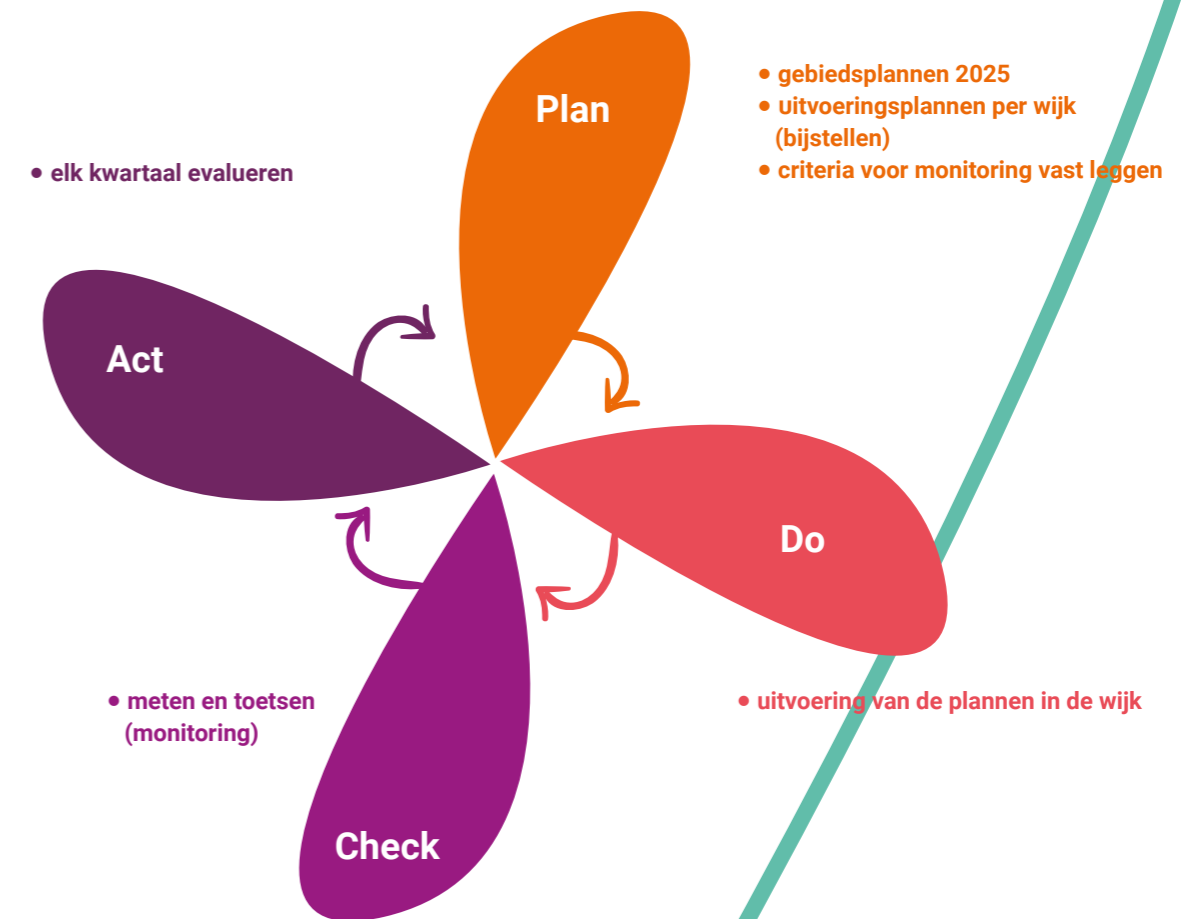 Plan
• gebiedsplannen 2025
• uitvoeringsplannen per wijk
(bijstellen)
• criteria voor monitoring vast leggen
• elk kwartaal evalueren
Act
Do
• meten en toetsen
(monitoring)
• uitvoering van de plannen in de wijk
Check